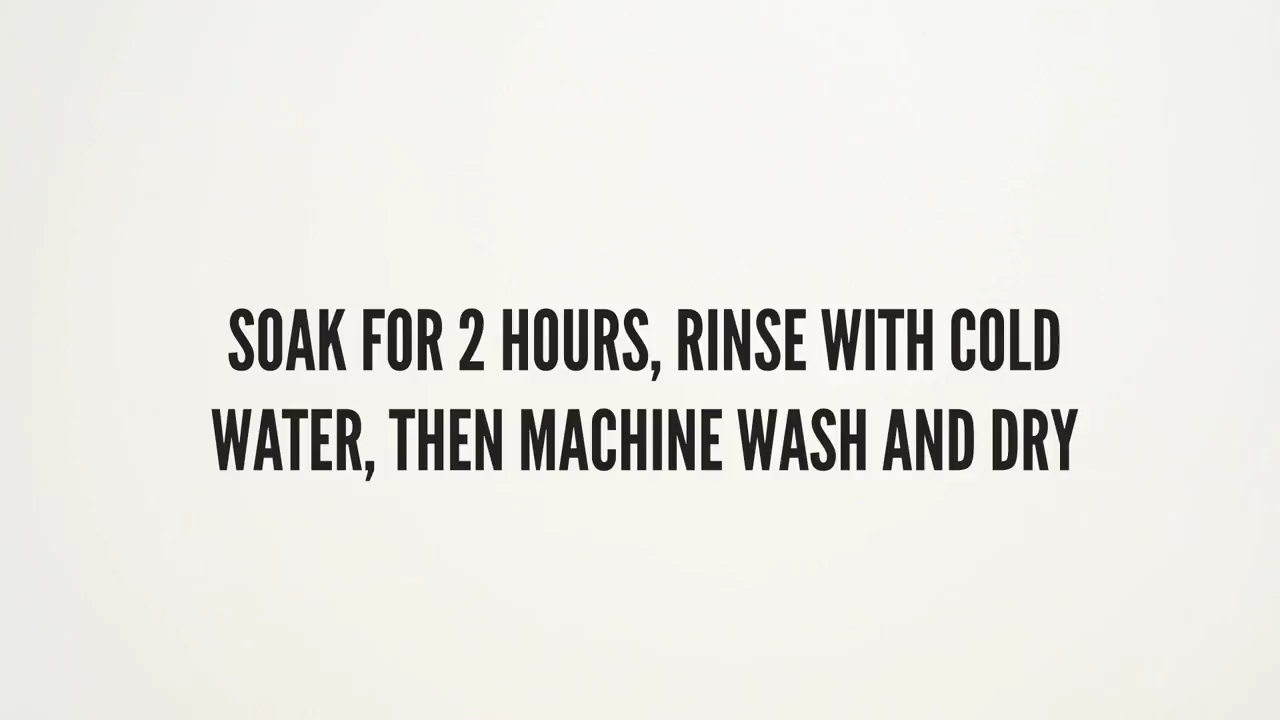 SOAK FOR 2 HOURS, RINSE WITH COLD
WATER, THEN MACHINE WASH AND DRY